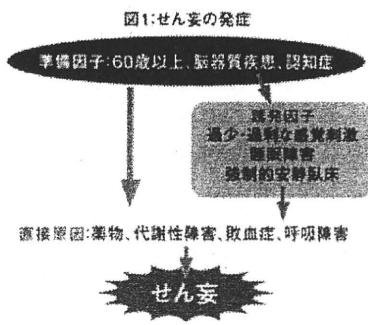 図1:せん妄の発症
準備因子:60歳以上、脳器質疾患、認知症
誘発因子
過少・過剰な感覚刺激
睡眠障害
強制的安静臥床
直接原因:薬物、代謝性障害、敗血症、呼吸障害
せん妄